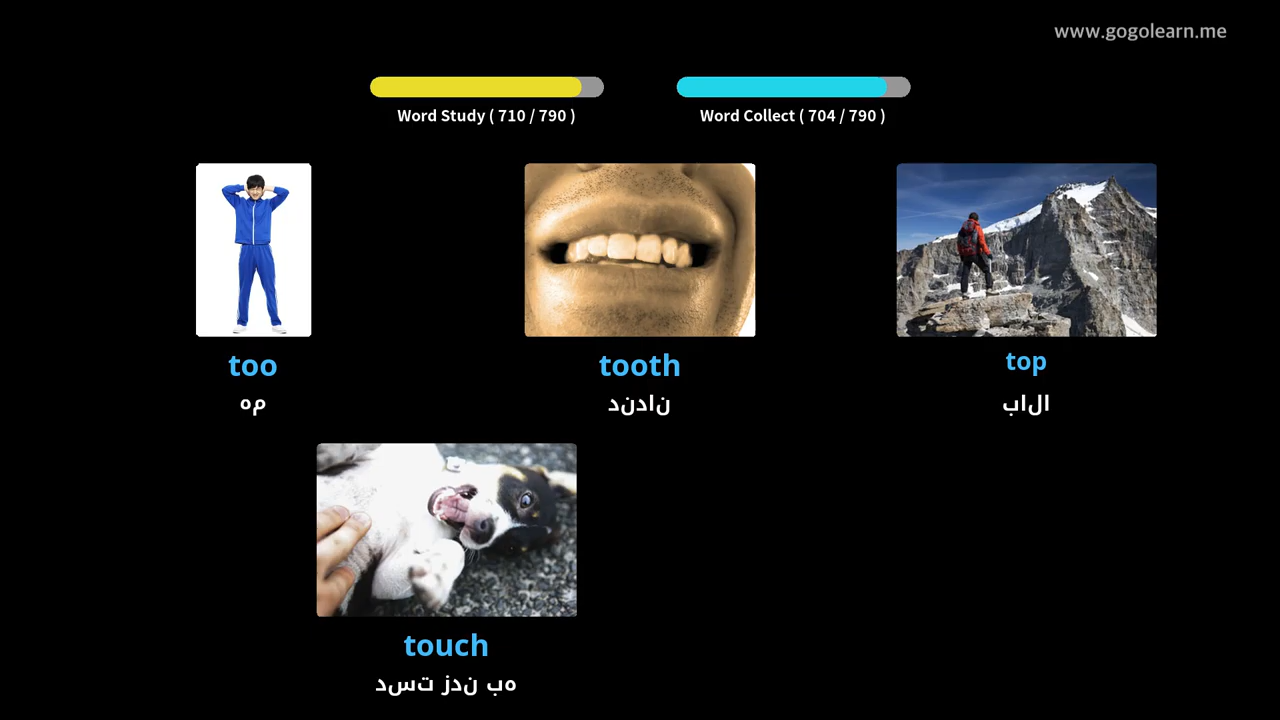 www.gogolearn.me
Word Study ( 710 / 790 )
Word Collect ( 704 / 790 )
too
هم
tooth
دندان
top
بالا
touch
دست زدن به